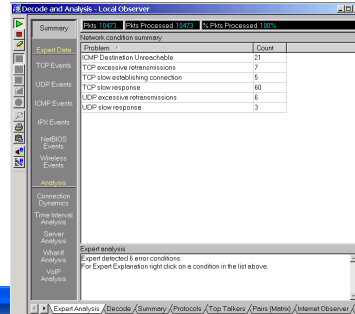 Decode and Analysis - Local Observer
Pkts 10473 Pkts Processed 10473 % Pkts Processed 100%
Summary
Expert Data
TCP Events
UDP Events
ICMP Events
IPX Events
NetBIOS
Events
Wireless
Events
Analysis
Connection
Dynamics
Time Interval
Analysis
Server
Analysis
What-If
Analysis
VoIP
Analysis
Network condition summary
Problem Count
ICMP Destination Unreachable 21
TCP excessive retransmissions 7
TCP slow establishing connection 5
TCP slow response 60
UDP excessive retransmissions 6
UDP slow response 3
Expert analysis
Expert detected 6 error conditions.
For Expert Explanation right click on a condition in the list above.
Expert Analysis Decode Summary Protocols Top Talkers Pairs (Matrix) Internet Observer